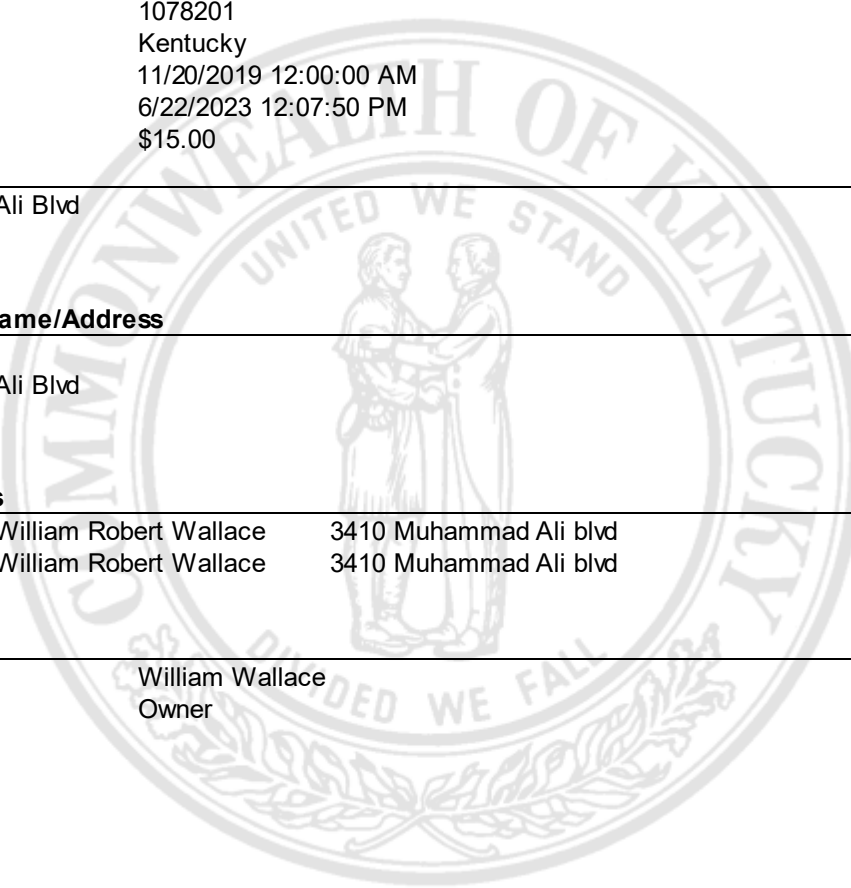 1078201
Kentucky
11/20/2019 12:00:00 AM
6/22/2023 12:07:50 PM
$15.00
Ali Blvd
ame/Address
Ali Blvd
s
William Robert Wallace 3410 Muhammad Ali blvd
William Robert Wallace 3410 Muhammad Ali blvd
William Wallace
Owner
COMMONWEALTH OF KENTUCKY
UNITED WE STAND
DIVIDED WE FALL